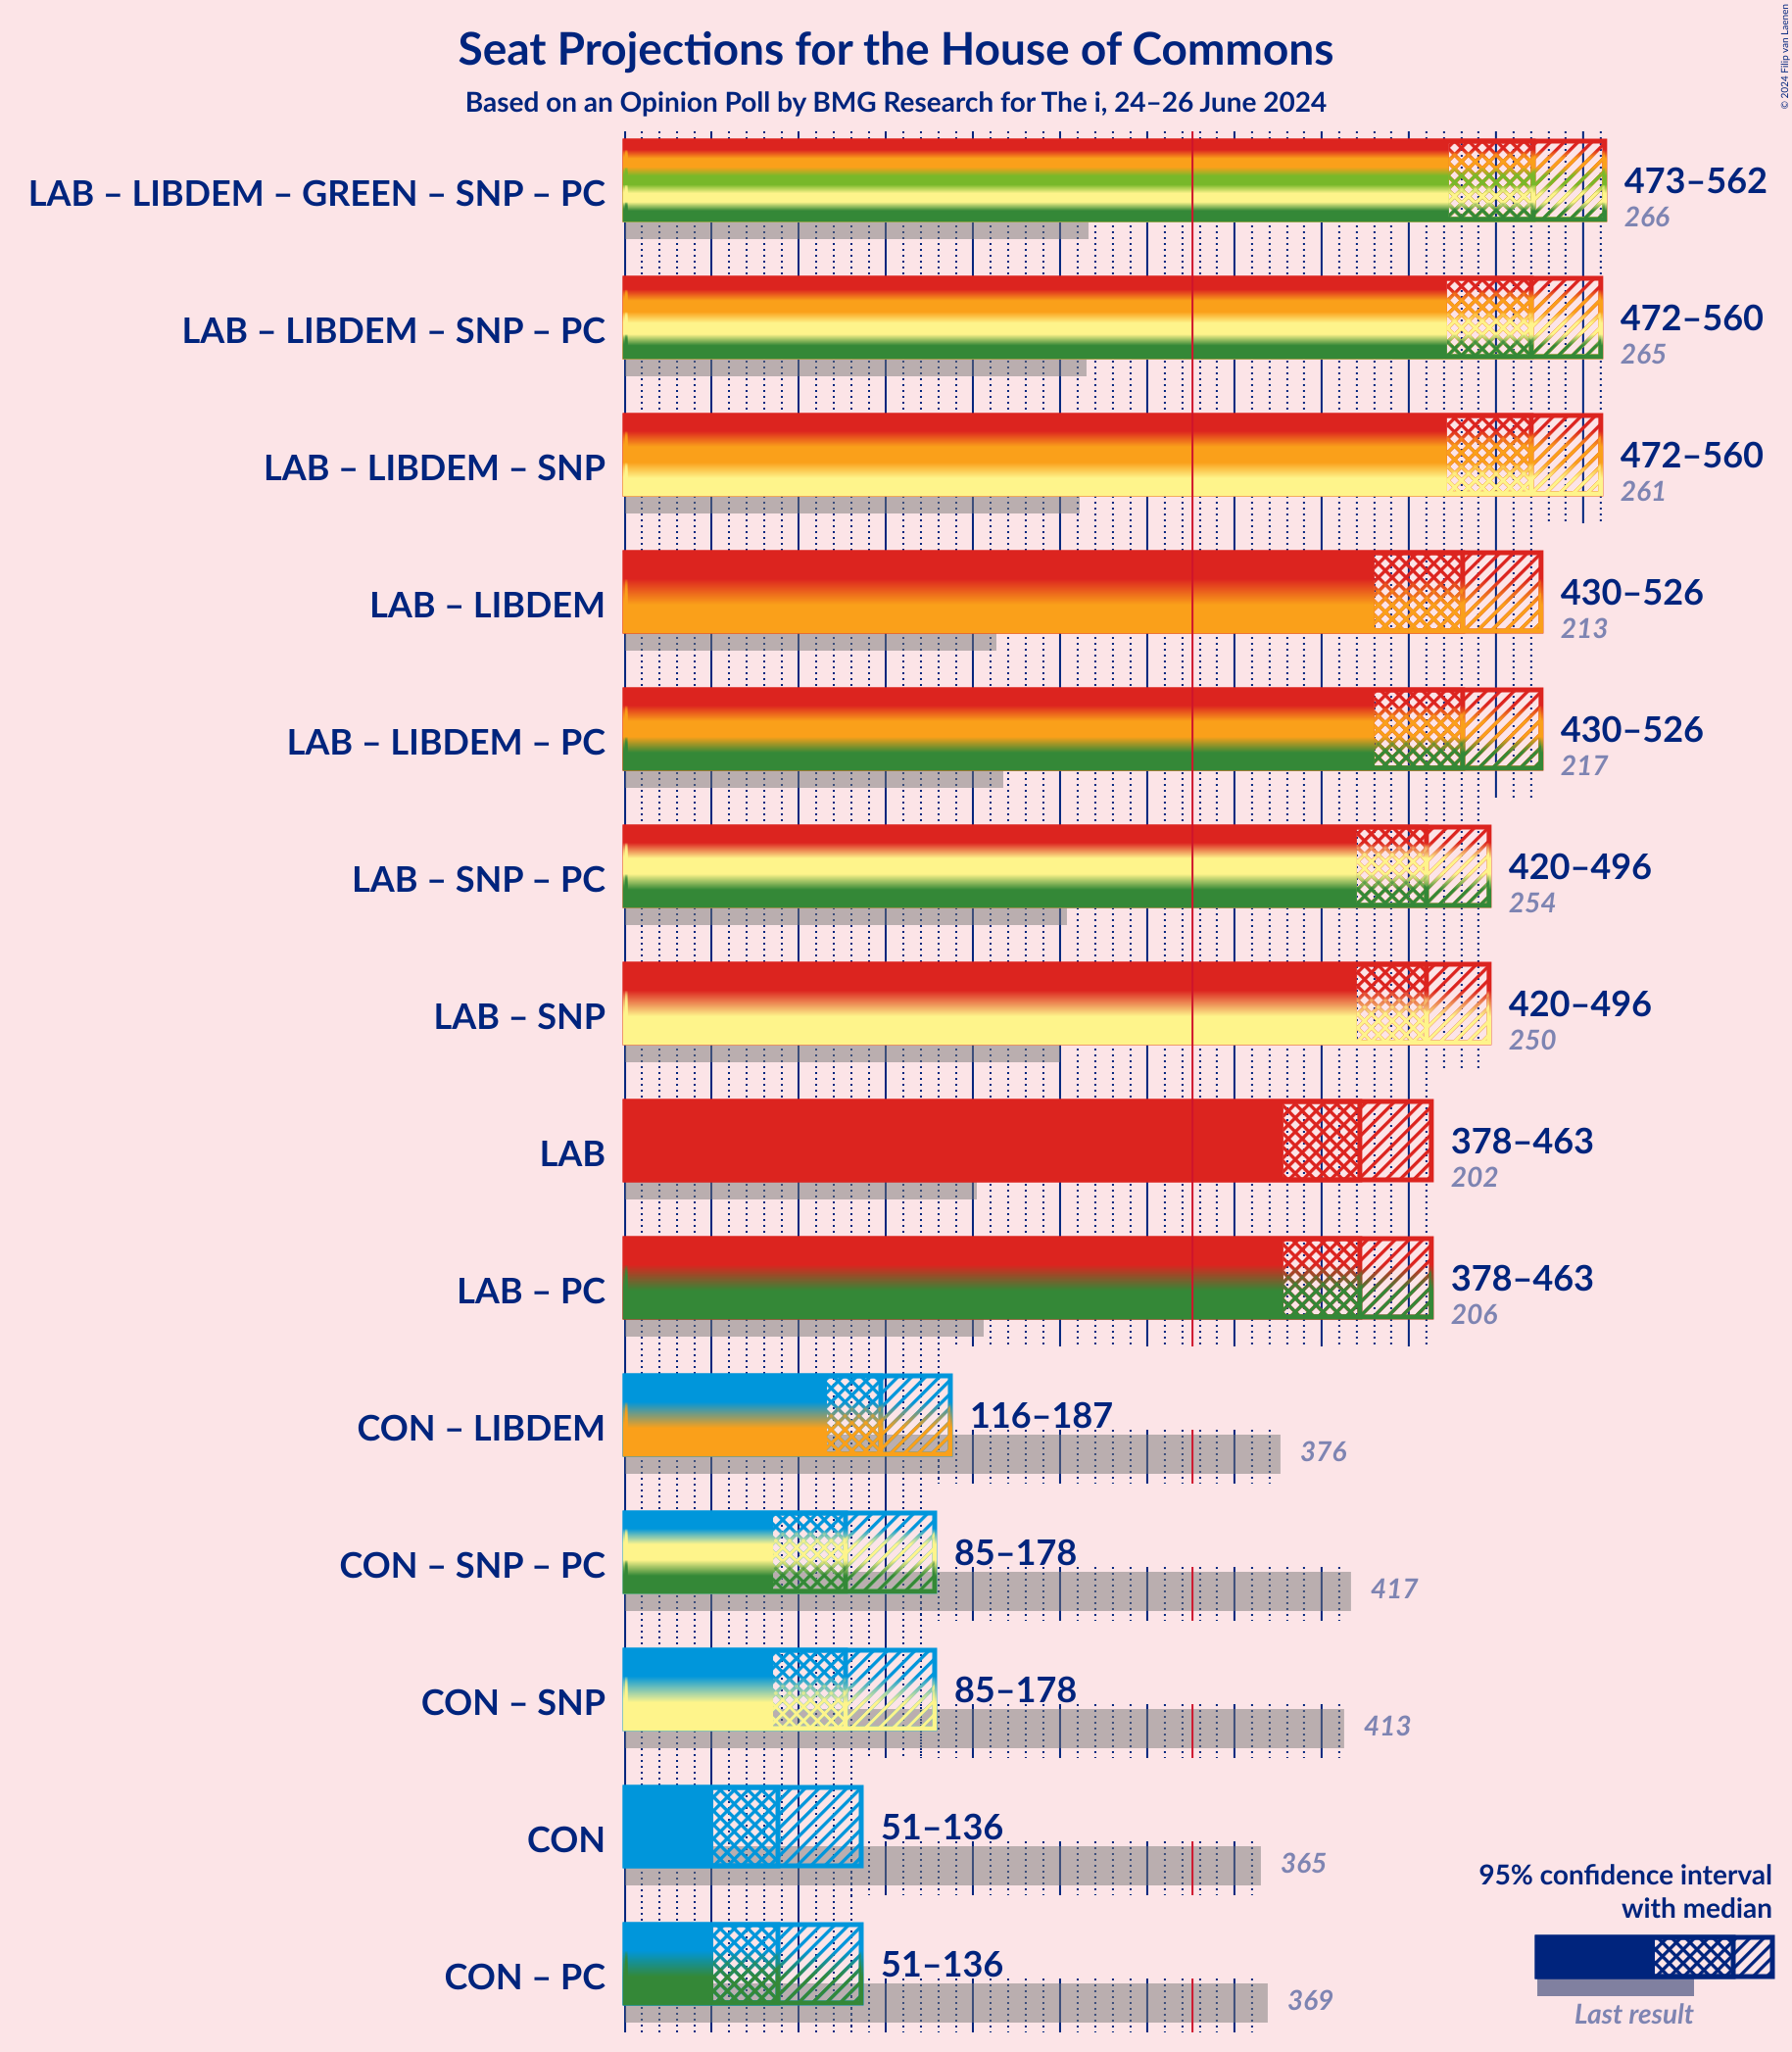 Seat Projections for the House of Commons
Based on an Opinion Poll by BMG Research for The i, 24–26 June 2024
© 2024 Filip van Laenen
LAB – LIBDEM – GREEN – SNP – PC
473–562
266
LAB – LIBDEM – SNP – PC
472–560
265
LAB – LIBDEM – SNP
472–560
261
LAB – LIBDEM
430–526
213
LAB – LIBDEM – PC
430–526
217
LAB – SNP – PC
420–496
254
LAB – SNP
420–496
250
LAB
378–463
202
LAB – PC
378–463
206
CON – LIBDEM
116–187
376
CON – SNP – PC
85–178
417
CON – SNP
85–178
413
CON
51–136
365
CON – PC
51–136
369
95% confidence interval
with median
Last result